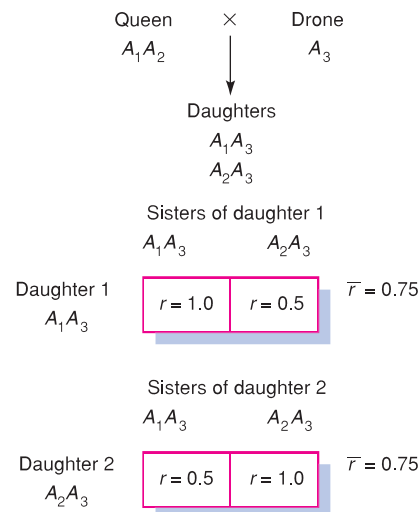 Queen × Drone
A₁A₂ A₃
Daughters
A₁A₃
A₂A₃
Sisters of daughter 1
A₁A₃ A₂A₃
Daughter 1 r = 1.0 r = 0.5 r̅ = 0.75
A₁A₃
Sisters of daughter 2
A₁A₃ A₂A₃
Daughter 2 r = 0.5 r = 1.0 r̅ = 0.75
A₂A₃